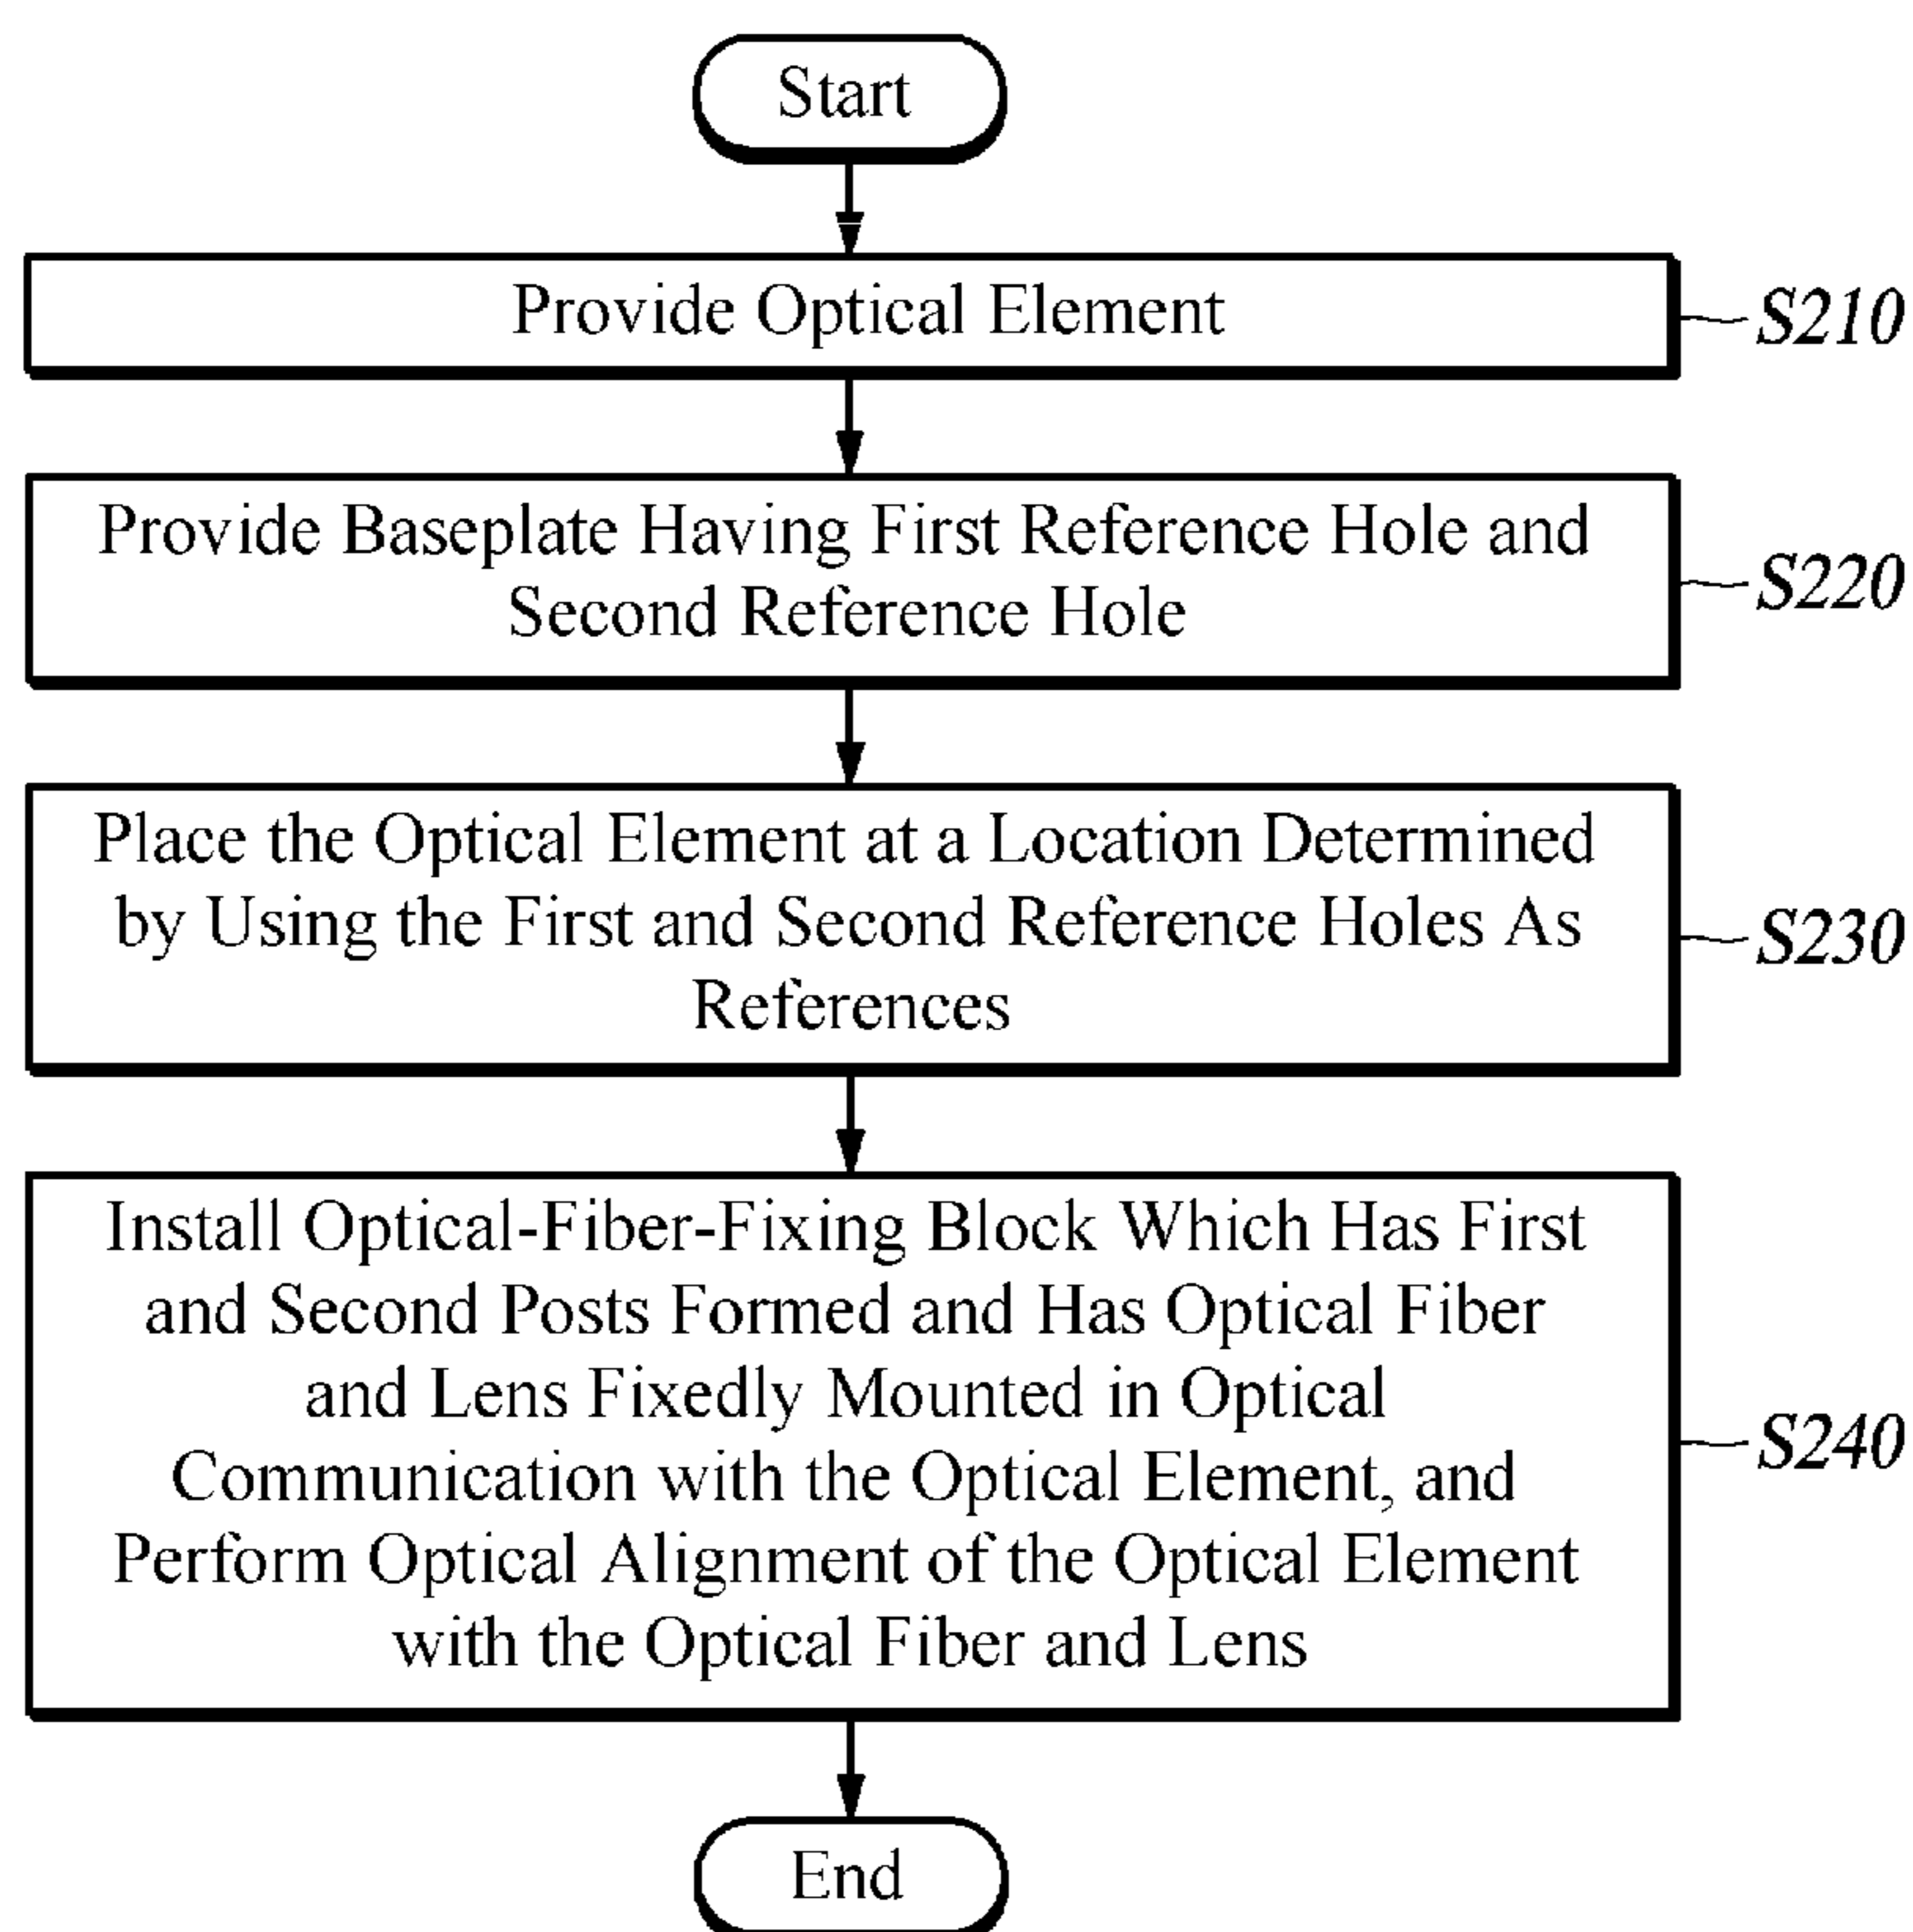 Start
Provide Optical Element
S210
Provide Baseplate Having First Reference Hole and
Second Reference Hole
S220
Place the Optical Element at a Location Determined
by Using the First and Second Reference Holes As
References
S230
Install Optical-Fiber-Fixing Block Which Has First
and Second Posts Formed and Has Optical Fiber
and Lens Fixedly Mounted in Optical
Communication with the Optical Element, and
Perform Optical Alignment of the Optical Element
with the Optical Fiber and Lens
S240
End